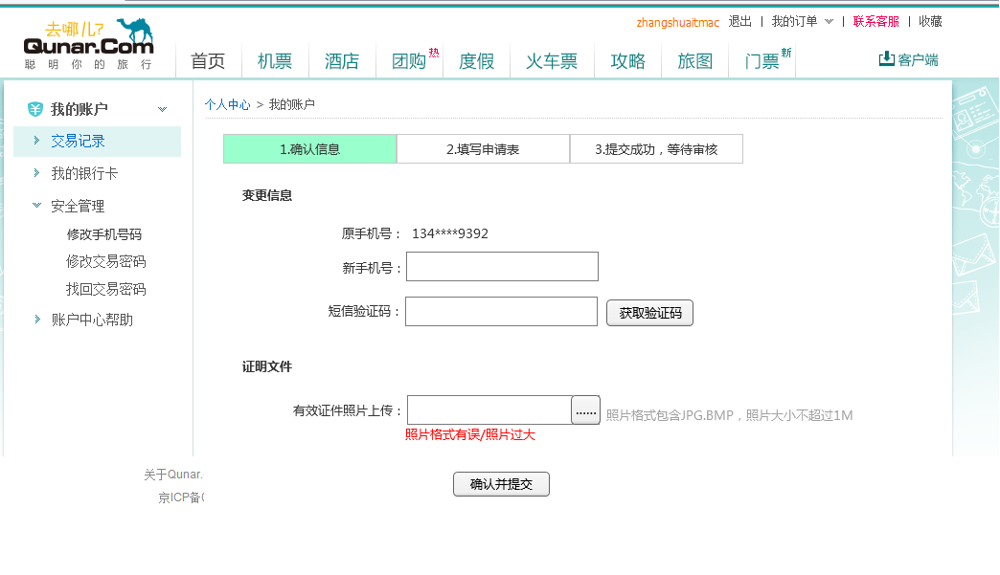 zhangshuaitmac 退出 | 我的订单 | 联系客服 | 收藏
去哪儿?
Qunar.Com
聪明你的旅行
首页 机票 酒店 团购 热 度假 火车票 攻略 旅图 门票 新 客户端
我的账户
交易记录
我的银行卡
安全管理
修改手机号码
修改交易密码
找回交易密码
账户中心帮助
个人中心 > 我的账户
1.确认信息 2.填写申请表 3.提交成功，等待审核
变更信息
原手机号： 134****9392
新手机号：
短信验证码： 获取验证码
证明文件
有效证件照片上传： ...... 照片格式包含JPG.BMP，照片大小不超过1M
照片格式有误/照片过大
确认并提交
关于Qunar.
京ICP备